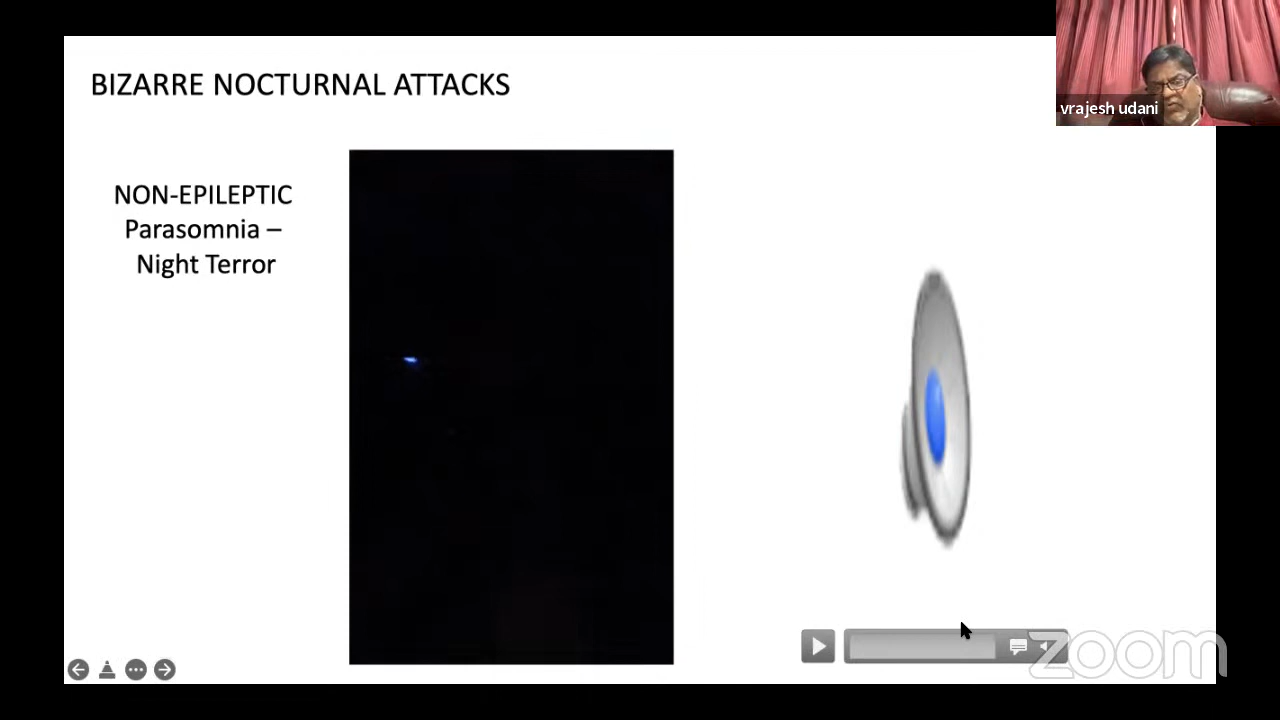 BIZARRE NOCTURNAL ATTACKS
vrajesh udani
NON-EPILEPTIC
Parasomnia –
Night Terror
zoom